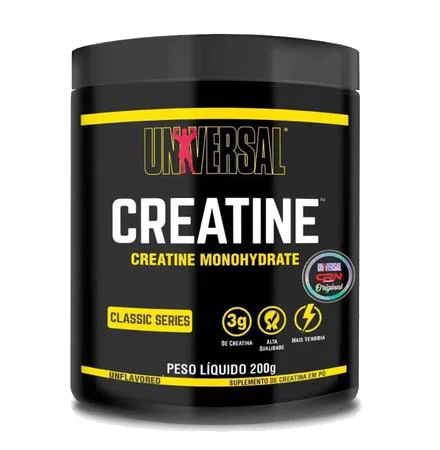 UNIVERSAL®
CREATINE™
CREATINE MONOHYDRATE
UNIVERSAL
CBN
Original
CLASSIC SERIES
3g
DE CREATINA
ALTA
QUALIDADE
MAIS VENDIDA
PESO LÍQUIDO 200g
UNFLAVORED
SUPLEMENTO DE CREATINA EM PÓ